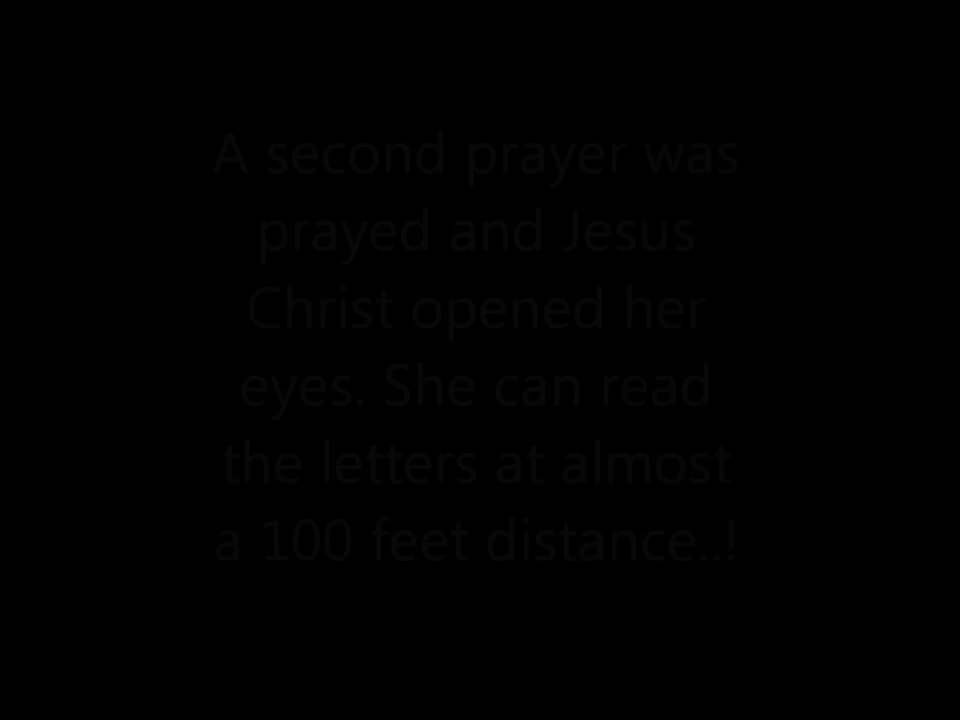 A second prayer was
prayed and Jesus
Christ opened her
eyes. She can read
the letters at almost
a 100 feet distance..!